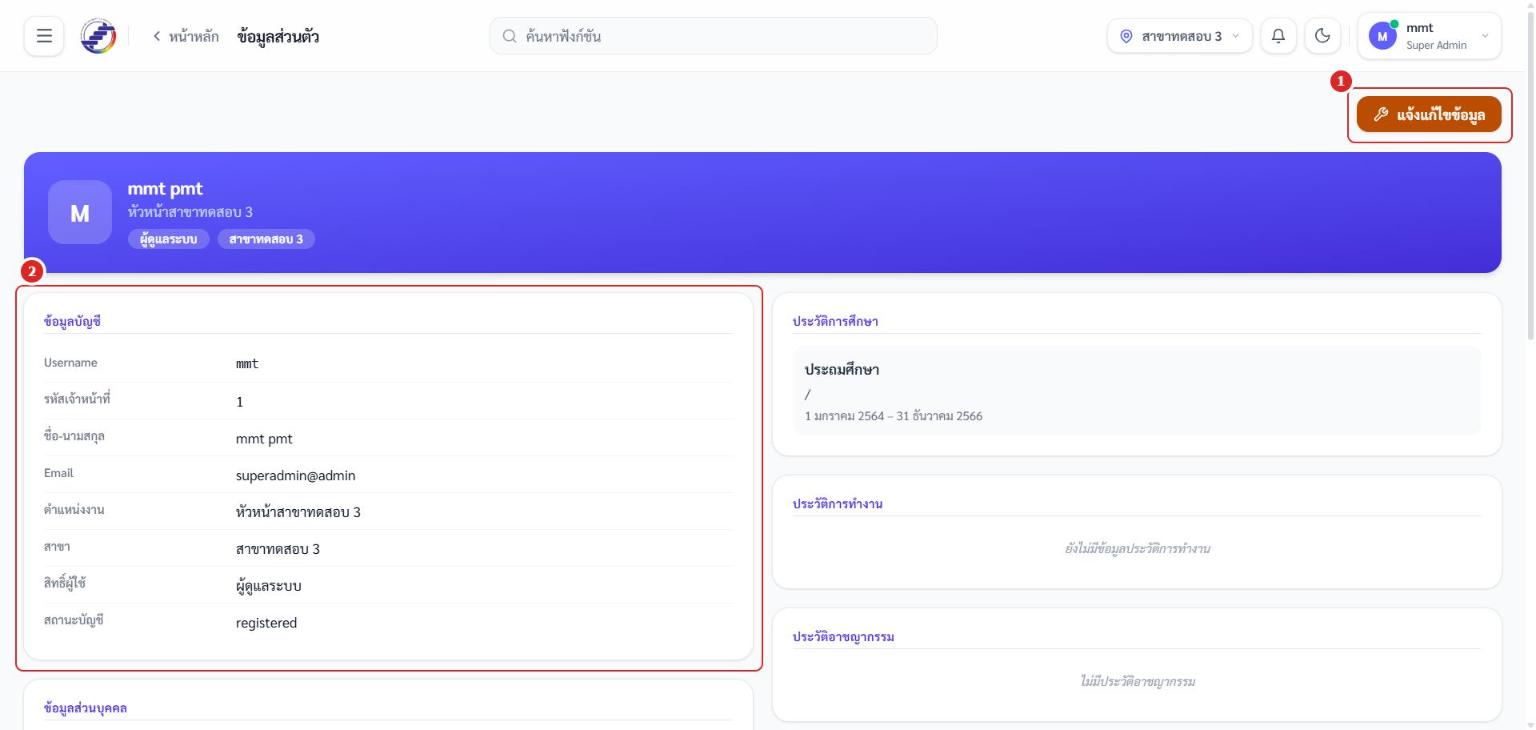 หน้าหลัก ข้อมูลส่วนตัว
ค้นหาฟังก์ชัน
สาขาทดสอบ 3
M
mmt
Super Admin
1
แจ้งแก้ไขข้อมูล
M
mmt pmt
หัวหน้าสาขาทดสอบ 3
ผู้ดูแลระบบ สาขาทดสอบ 3
2
ข้อมูลบัญชี
Username mmt
รหัสเจ้าหน้าที่ 1
ชื่อ-นามสกุล mmt pmt
Email superadmin@admin
ตำแหน่งงาน หัวหน้าสาขาทดสอบ 3
สาขา สาขาทดสอบ 3
สิทธิ์ผู้ใช้ ผู้ดูแลระบบ
สถานะบัญชี registered
ข้อมูลส่วนบุคคล
ประวัติการศึกษา
ประถมศึกษา
/
1 มกราคม 2564 – 31 ธันวาคม 2566
ประวัติการทำงาน
ยังไม่มีข้อมูลประวัติการทำงาน
ประวัติอาชญากรรม
ไม่มีประวัติอาชญากรรม